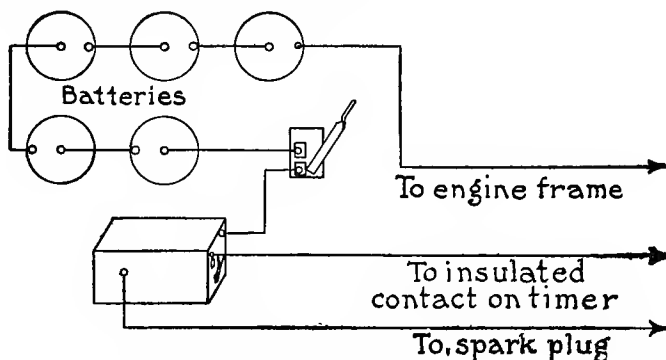 Batteries
To engine frame
To insulated
contact on timer
To, spark plug